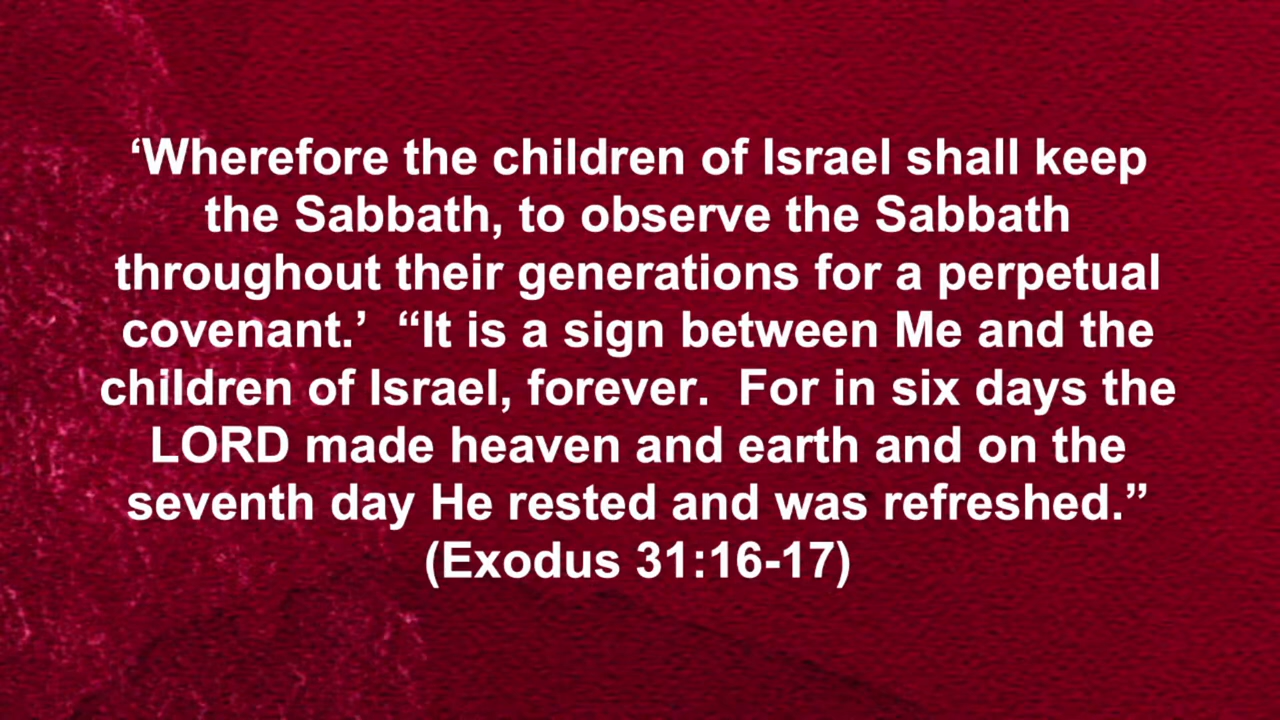 ‘Wherefore the children of Israel shall keep
the Sabbath, to observe the Sabbath
throughout their generations for a perpetual
covenant.’  “It is a sign between Me and the
children of Israel, forever.  For in six days the
LORD made heaven and earth and on the
seventh day He rested and was refreshed.”
(Exodus 31:16-17)